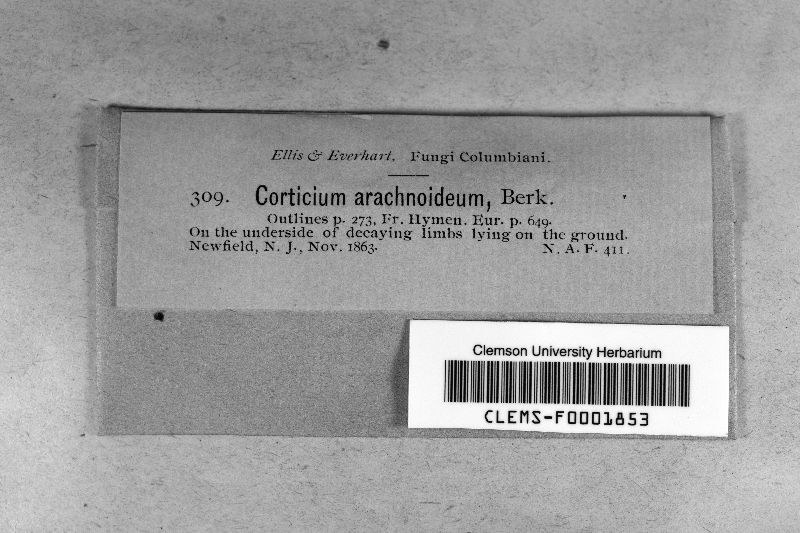 Ellis & Everhart. Fungi Columbiani.
309. Corticium arachnoideum, Berk.
Outlines p. 273, Fr. Hymen. Eur. p. 649.
On the underside of decaying limbs lying on the ground.
Newfield, N. J., Nov. 1863. N. A. F. 411.
Clemson University Herbarium
CLEMS-F0001853